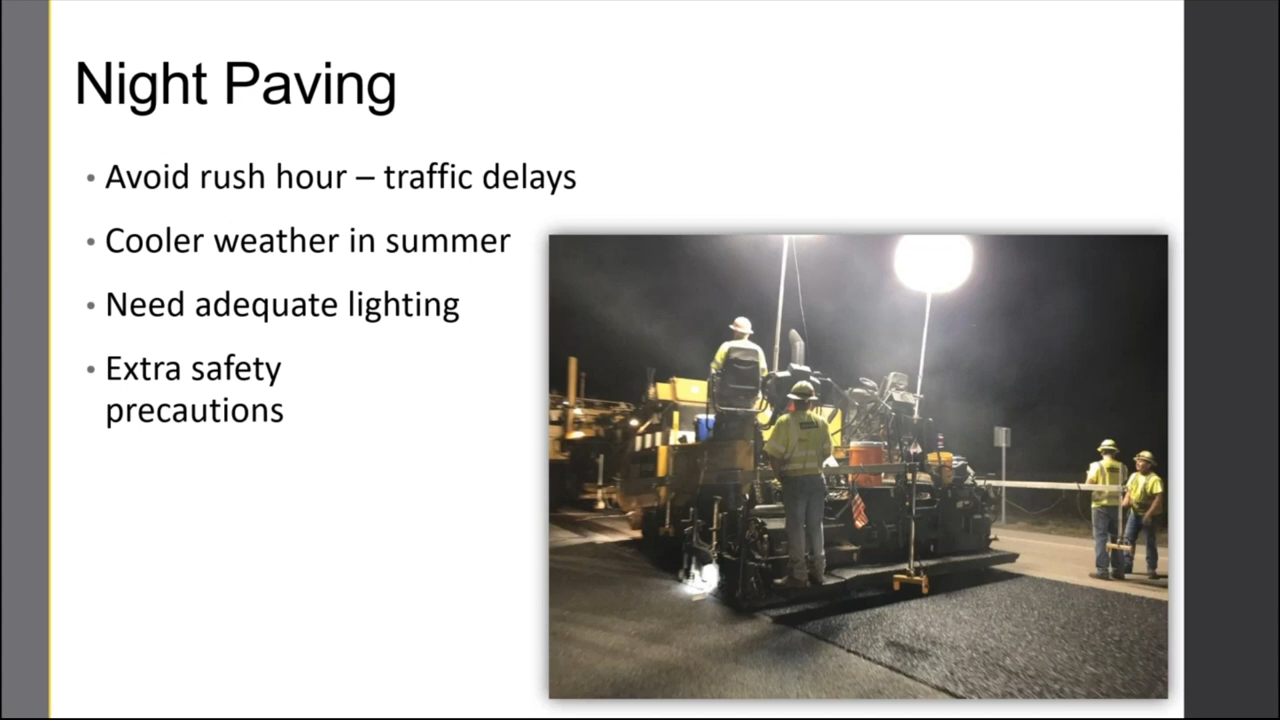 Night Paving
• Avoid rush hour – traffic delays
• Cooler weather in summer
• Need adequate lighting
• Extra safety
precautions